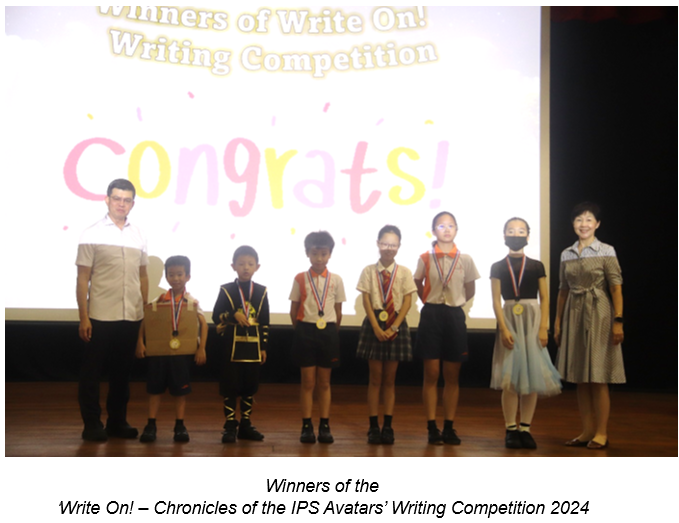 Winners of Write On!
Writing Competition
Congrats!
Winners of the
Write On! – Chronicles of the IPS Avatars’ Writing Competition 2024